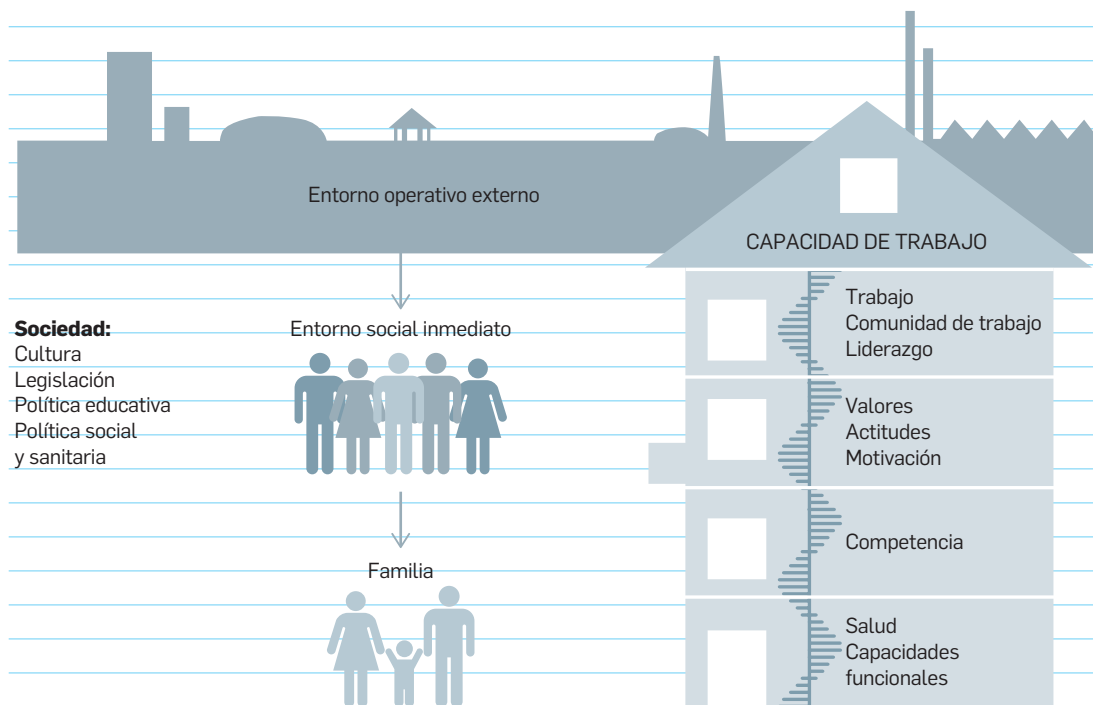 Entorno operativo externo
CAPACIDAD DE TRABAJO
Sociedad:
Cultura
Legislación
Política educativa
Política social
y sanitaria
Entorno social inmediato
Familia
Trabajo
Comunidad de trabajo
Liderazgo
Valores
Actitudes
Motivación
Competencia
Salud
Capacidades
funcionales